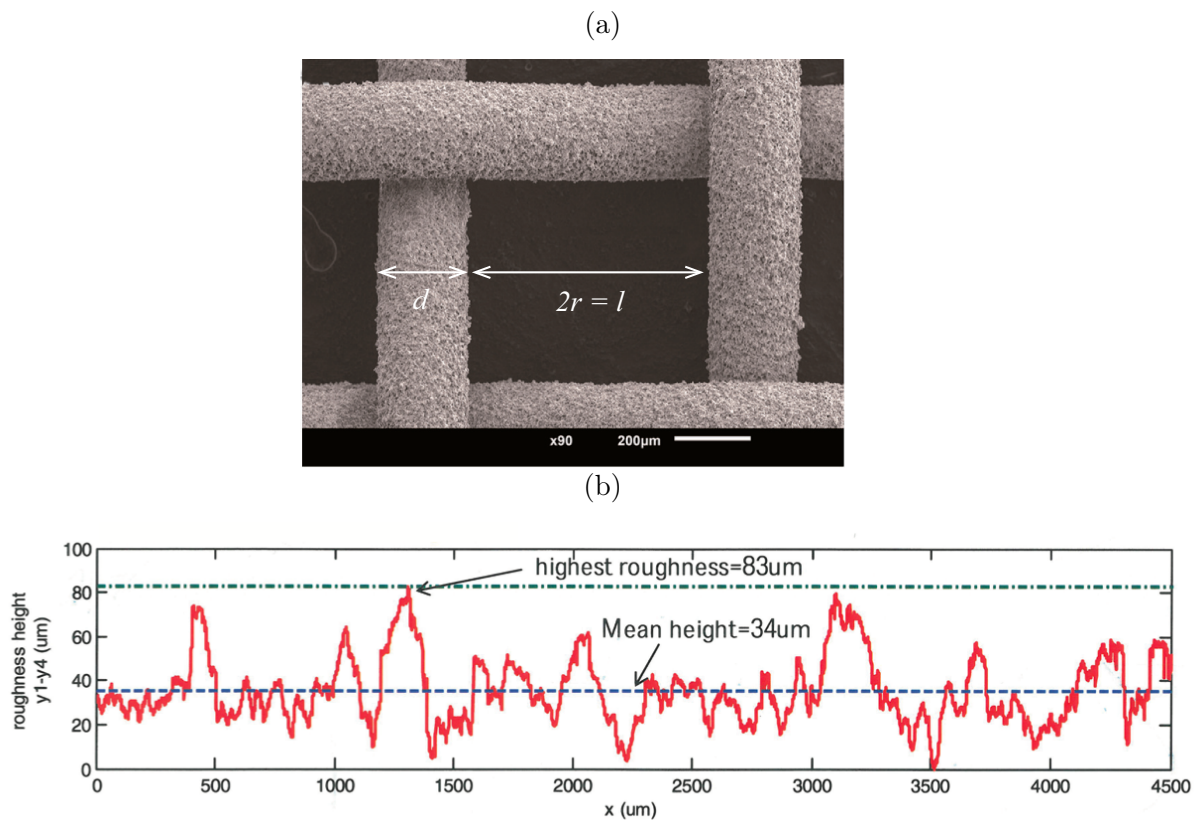 (a)
d
2r = l
x90 200µm
(b)
100
80
60
40
20
0
roughness height
y1-y4 (um)
highest roughness=83um
Mean height=34um
0 500 1000 1500 2000 2500 3000 3500 4000 4500
x (um)